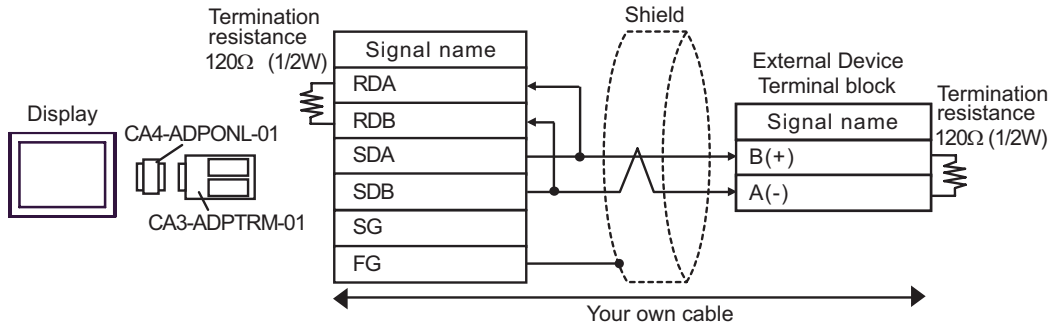 Shield
Termination
resistance
120Ω (1/2W)
Signal name
RDA
RDB
SDA
SDB
SG
FG
Display
CA4-ADPONL-01
CA3-ADPTRM-01
External Device
Terminal block
Signal name
B(+)
A(-)
Termination
resistance
120Ω (1/2W)
Your own cable